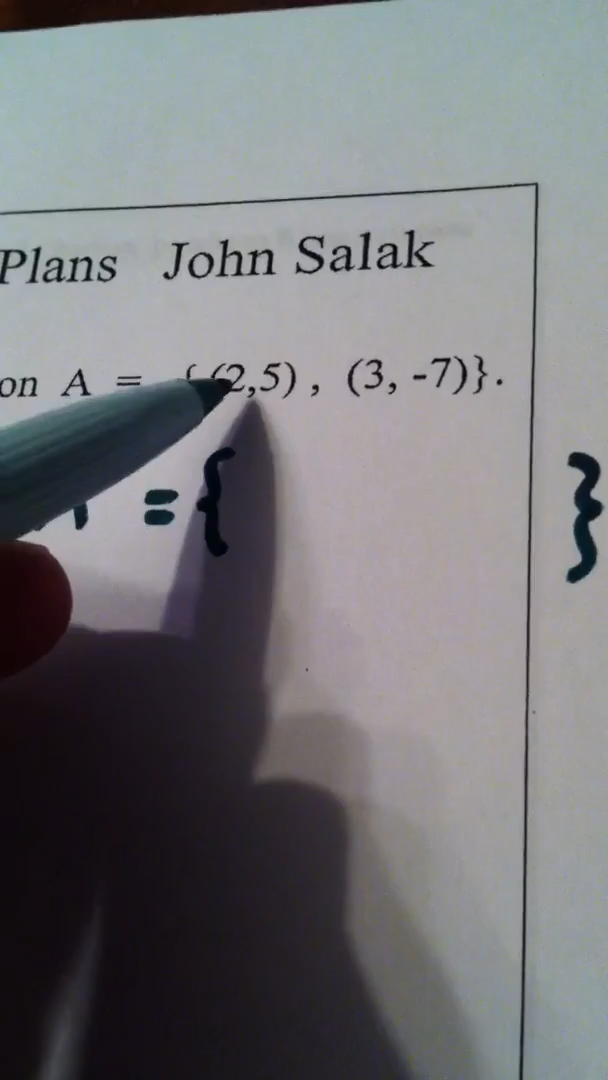 Plans John Salak
on A = { (2,5) , (3, -7)}.
= { }